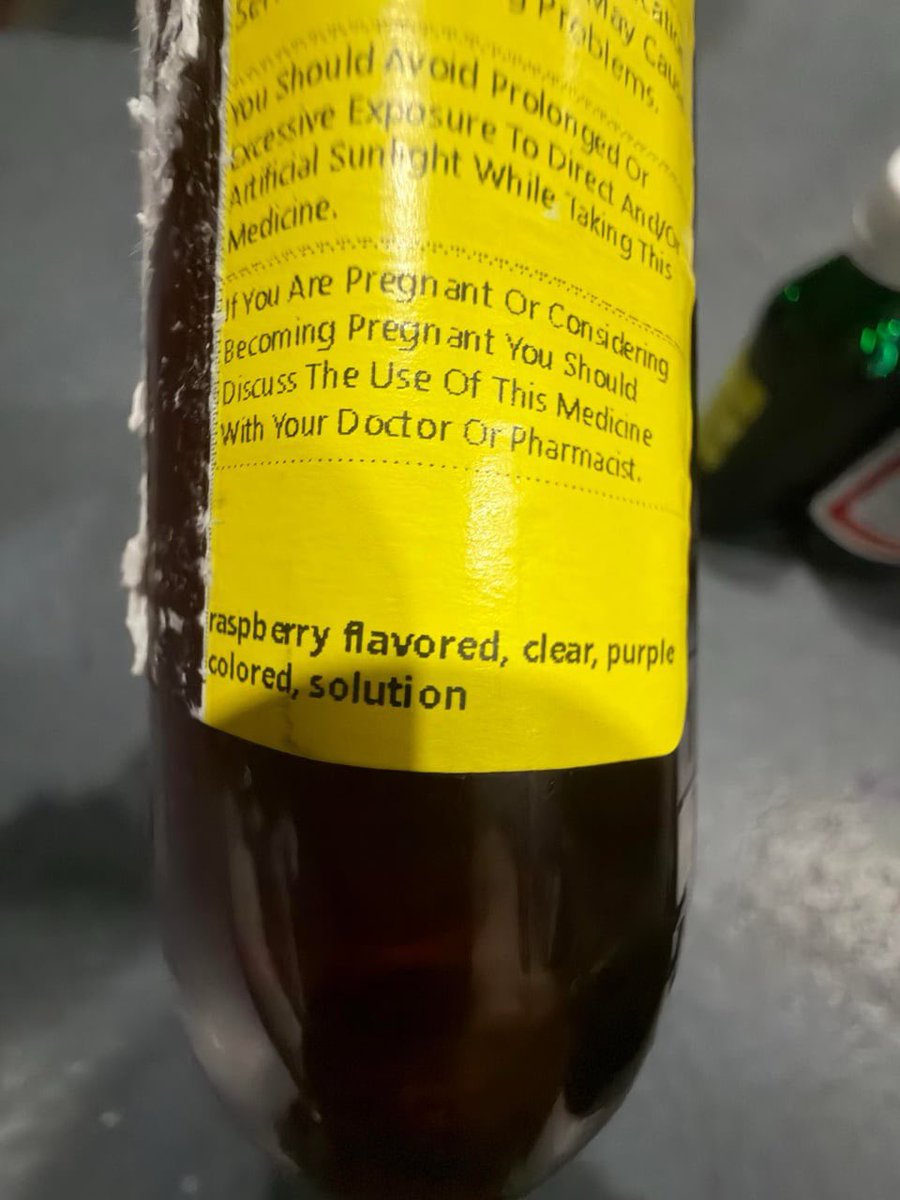 May Cause
g Problems.
You Should Avoid Prolonged Or
Excessive Exposure To Direct And/Or
Artificial Sunlight While Taking This
Medicine.
If You Are Pregnant Or Considering
Becoming Pregnant You Should
Discuss The Use Of This Medicine
With Your Doctor Or Pharmacist.
raspberry flavored, clear, purple
colored, solution